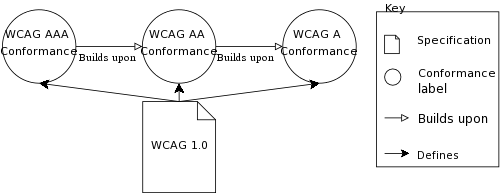 WCAG AAA
Conformance
WCAG AA
Conformance
WCAG A
Conformance
Builds upon
Builds upon
WCAG 1.0
Key
Specification
Conformance
label
Builds upon
Defines